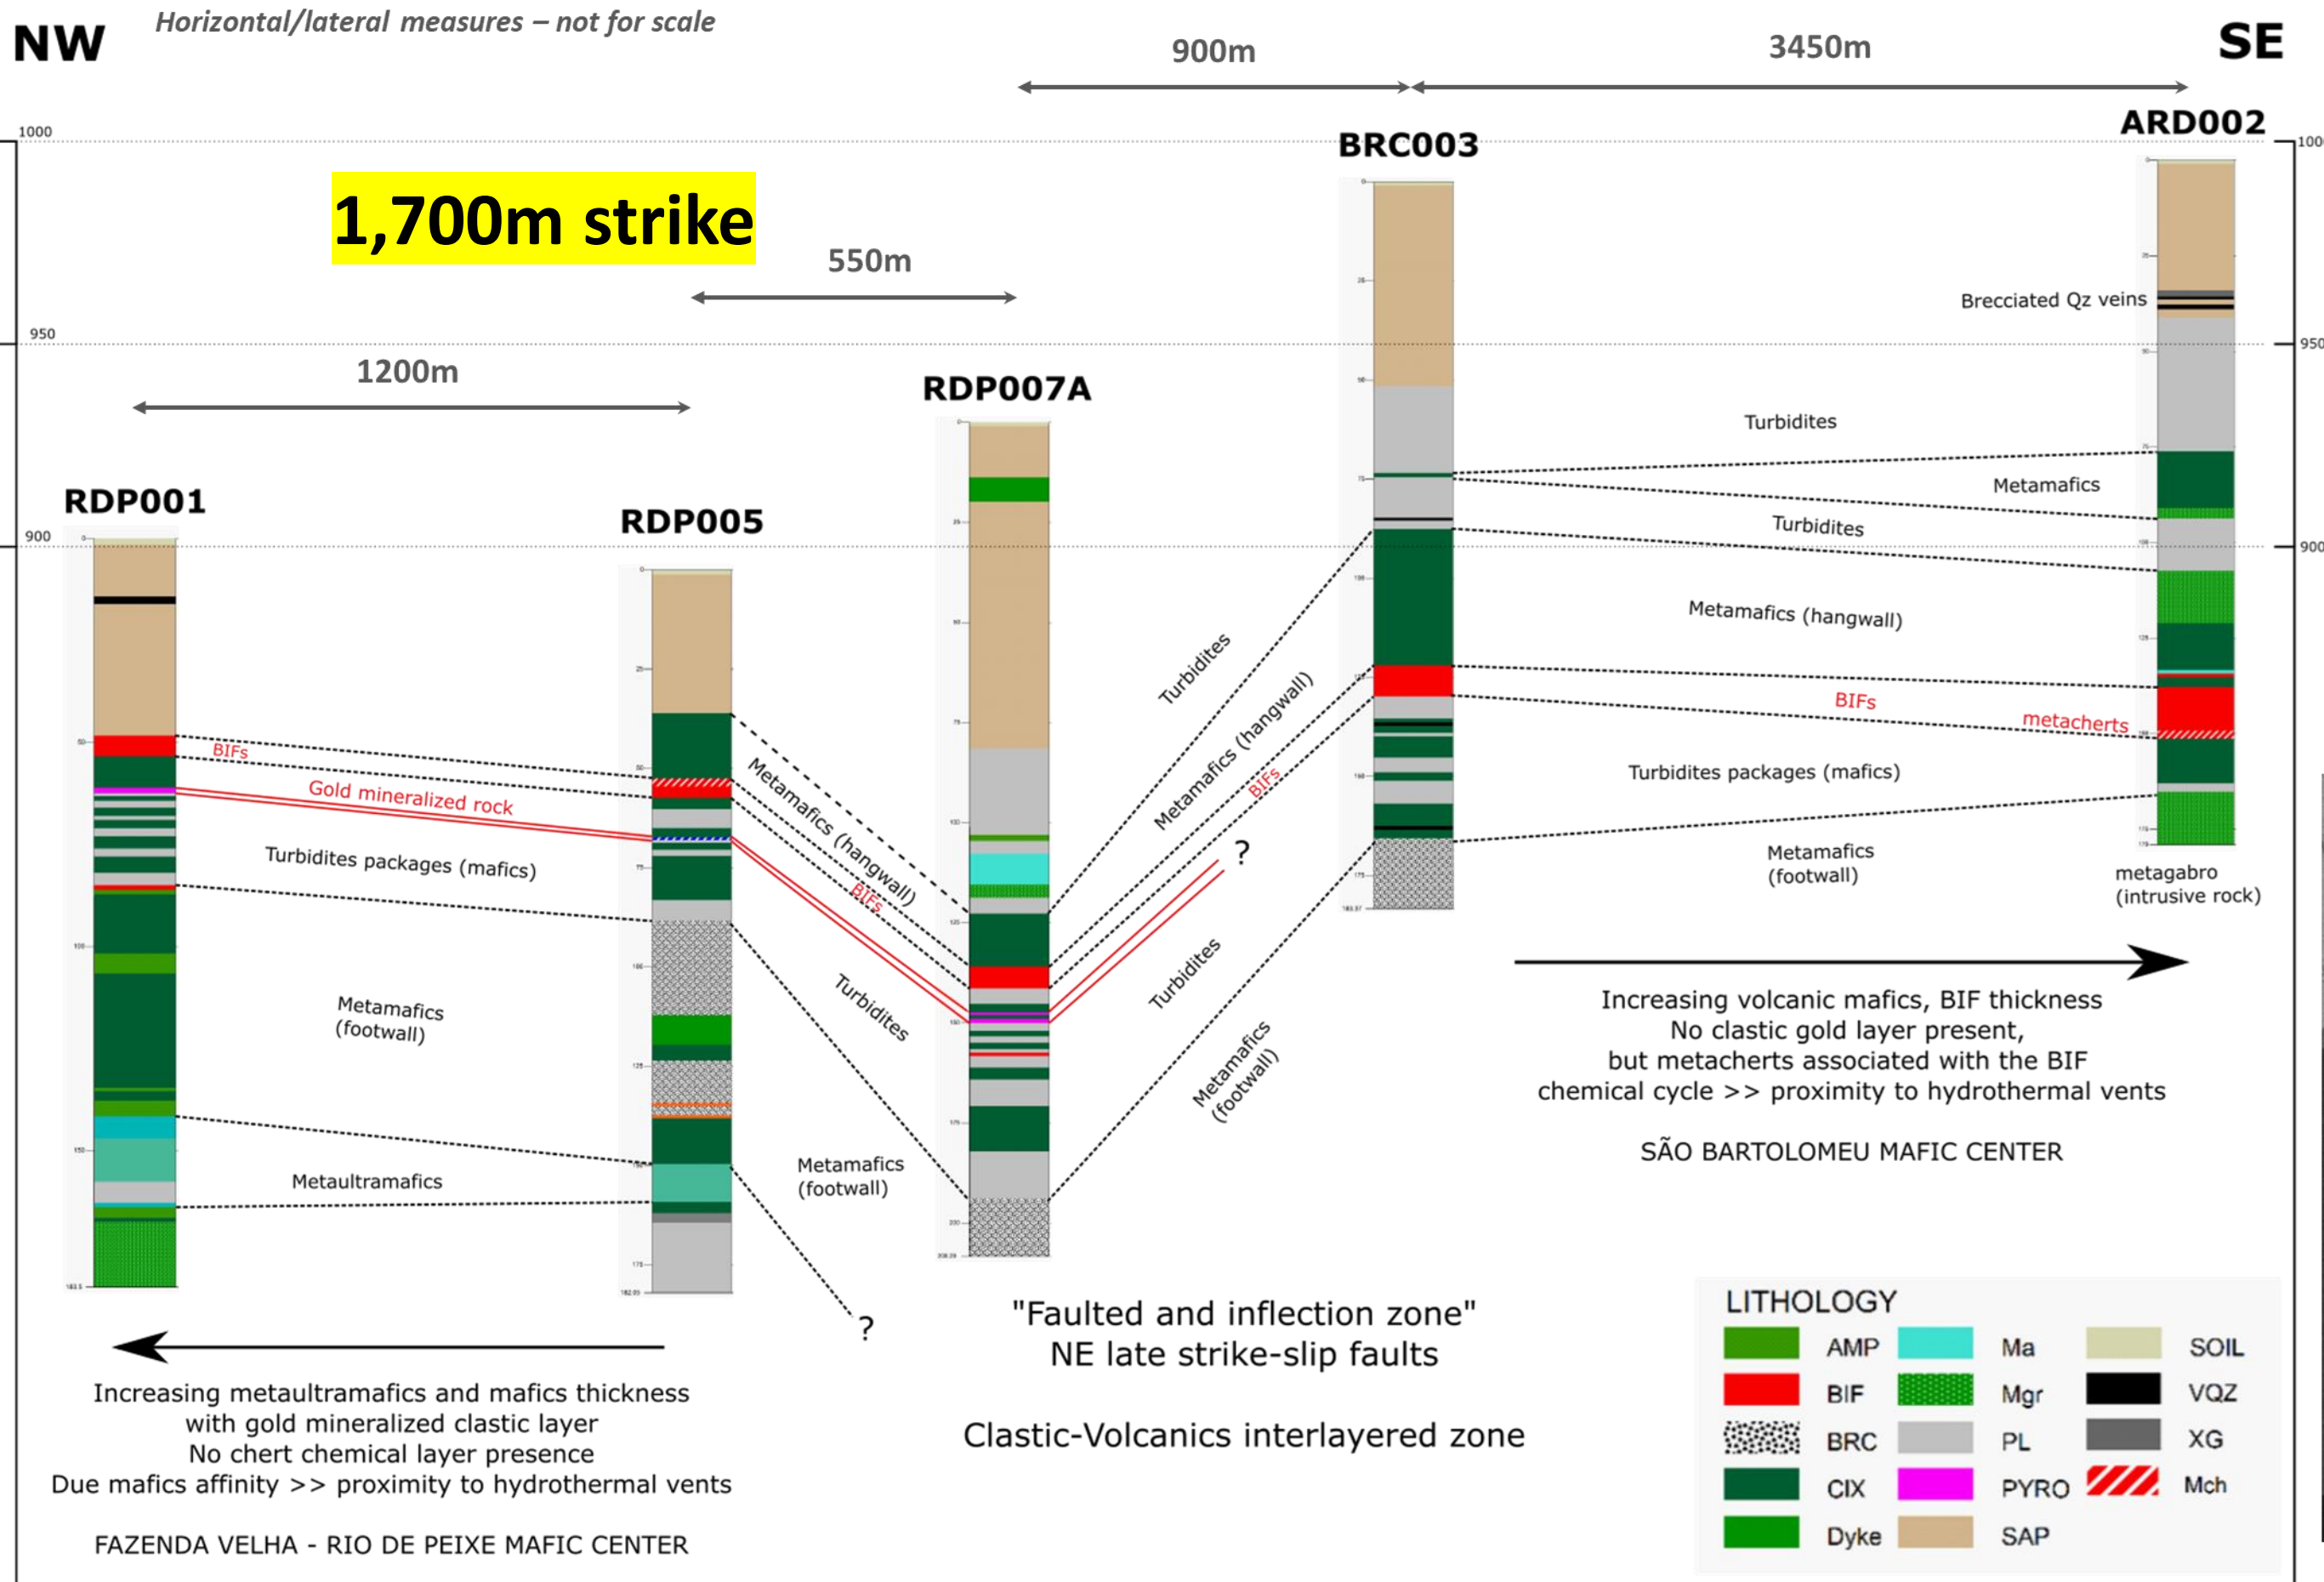 NW
Horizontal/lateral measures – not for scale
SE
900m
3450m
1000
1000
1,700m strike
550m
950
950
1200m
900
900
RDP001
RDP005
RDP007A
BRC003
ARD002
Brecciated Qz veins
BIFs
Gold mineralized rock
Turbidites packages (mafics)
Metamafics
(footwall)
Metaultramafics
Metamafics (hangwall)
BIFs
Turbidites
Metamafics
(footwall)
?
Turbidites
Metamafics (hangwall)
BIFs
?
Turbidites
Metamafics
(footwall)
Turbidites
Metamafics
Turbidites
Metamafics (hangwall)
BIFs
metacherts
Turbidites packages (mafics)
Metamafics
(footwall)
metagabro
(intrusive rock)
Increasing volcanic mafics, BIF thickness
No clastic gold layer present,
but metacherts associated with the BIF
chemical cycle >> proximity to hydrothermal vents
SÃO BARTOLOMEU MAFIC CENTER
"Faulted and inflection zone"
NE late strike-slip faults
Clastic-Volcanics interlayered zone
Increasing metaultramafics and mafics thickness
with gold mineralized clastic layer
No chert chemical layer presence
Due mafics affinity >> proximity to hydrothermal vents
FAZENDA VELHA - RIO DE PEIXE MAFIC CENTER
LITHOLOGY
AMP
Ma
SOIL
BIF
Mgr
VQZ
BRC
PL
XG
CIX
PYRO
Mch
Dyke
SAP